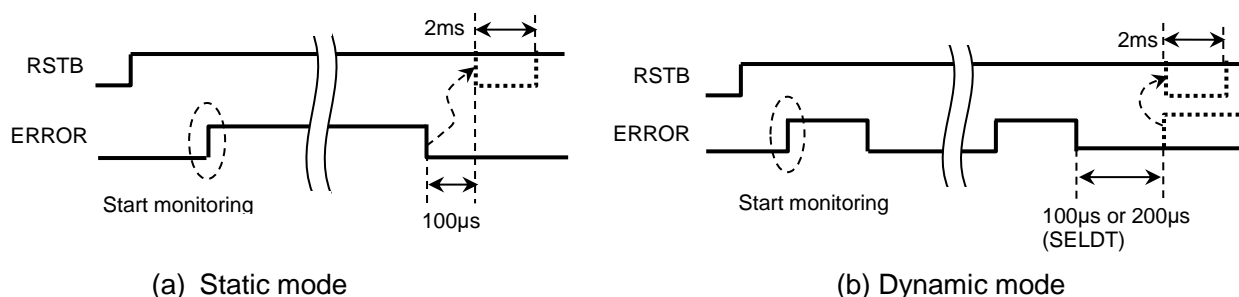 2ms
RSTB
ERROR
Start monitoring
100μs
(a) Static mode
2ms
RSTB
ERROR
Start monitoring
100μs or 200μs
(SELDT)
(b) Dynamic mode